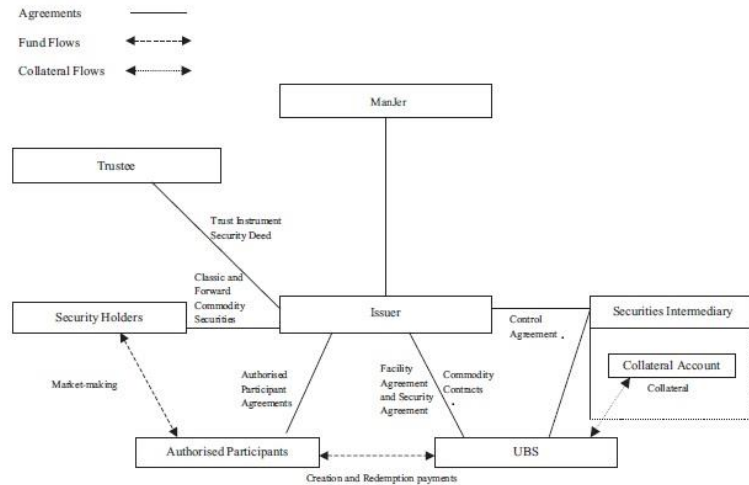 Agreements
Fund Flows
Collateral Flows
ManJer
Trustee
Trust Instrument
Security Deed
Classic and
Forward
Commodity
Securities
Security Holders
Issuer
Securities Intermediary
Control
Agreement
Collateral Account
Collateral
Market-making
Authorised
Participant
Agreements
Facility
Agreement
and Security
Agreement
Commodity
Contracts
Authorised Participants
UBS
Creation and Redemption payments